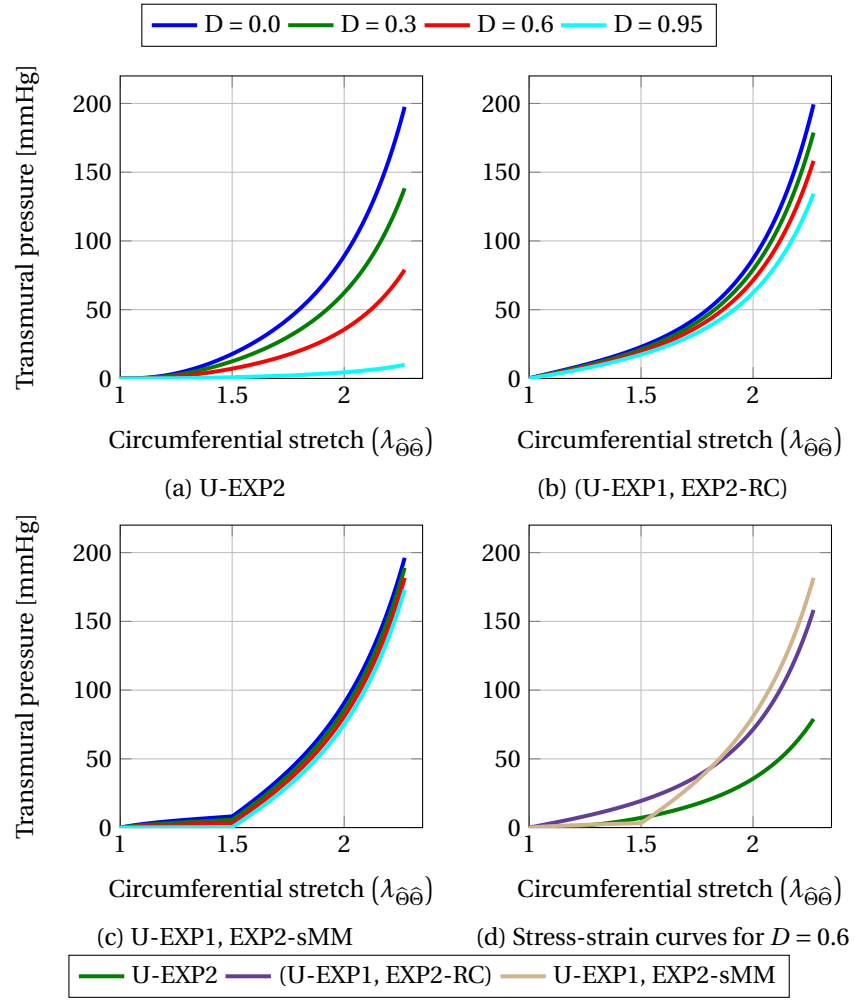 D = 0.0 D = 0.3 D = 0.6 D = 0.95
Transmural pressure [mmHg]
200
150
100
50
0
1
1.5
2
Circumferential stretch (λ_Θ̂Θ̂)
(a) U-EXP2
200
150
100
50
0
1
1.5
2
Circumferential stretch (λ_Θ̂Θ̂)
(b) (U-EXP1, EXP2-RC)
Transmural pressure [mmHg]
200
150
100
50
0
1
1.5
2
Circumferential stretch (λ_Θ̂Θ̂)
(c) U-EXP1, EXP2-sMM
200
150
100
50
0
1
1.5
2
Circumferential stretch (λ_Θ̂Θ̂)
(d) Stress-strain curves for D = 0.6
U-EXP2 (U-EXP1, EXP2-RC) U-EXP1, EXP2-sMM